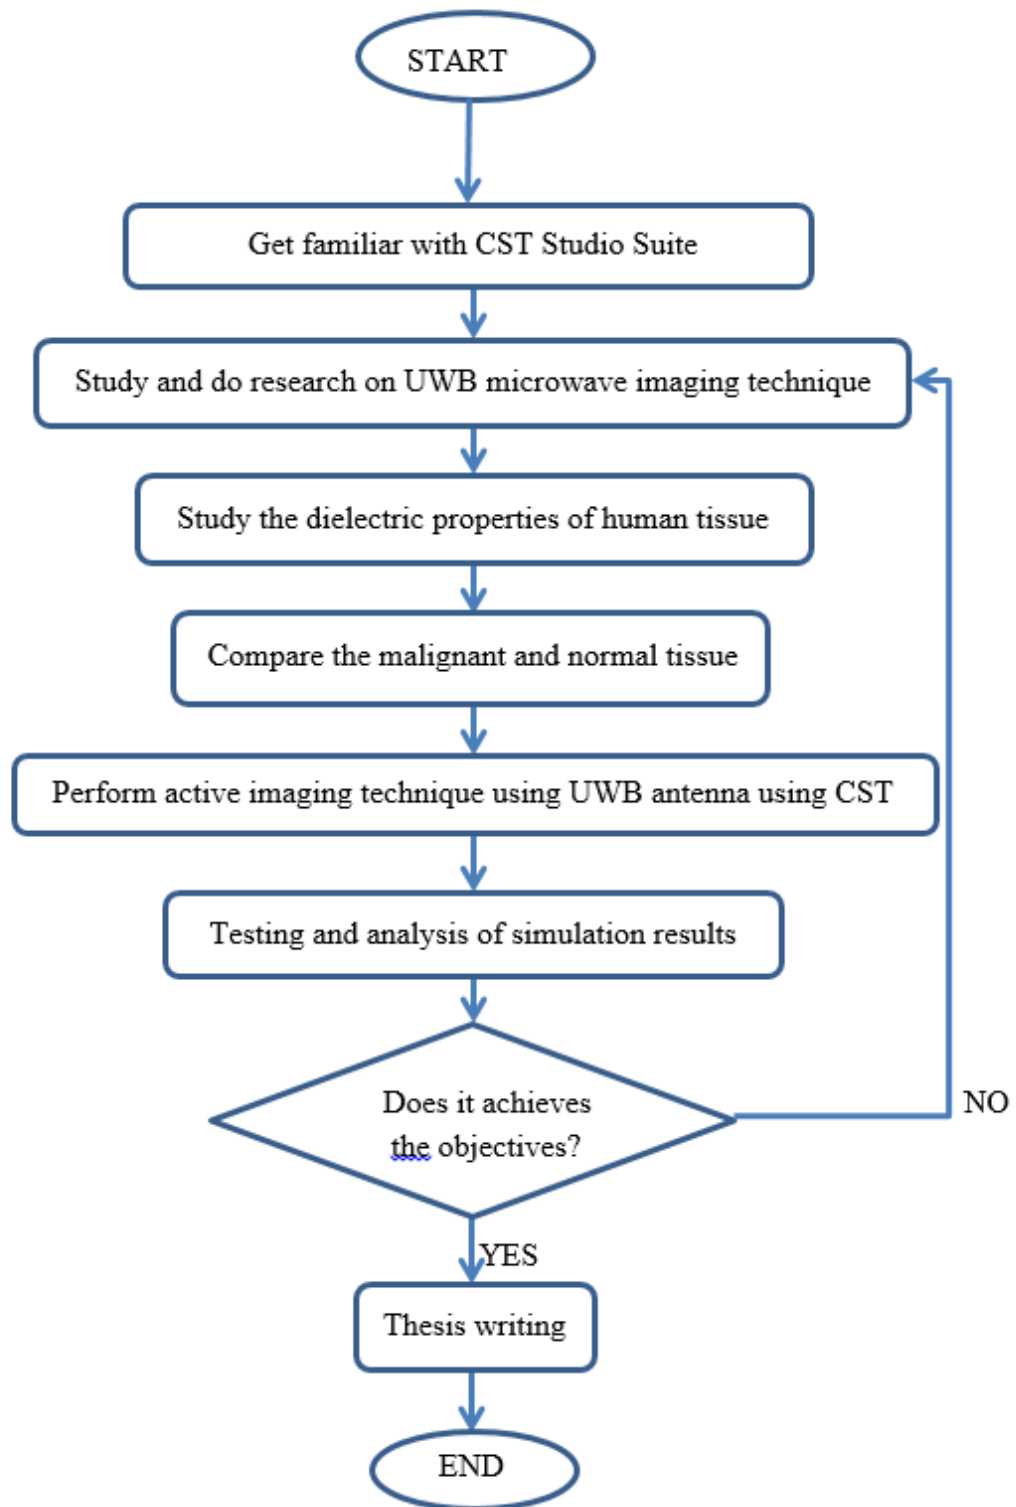 START
Get familiar with CST Studio Suite
Study and do research on UWB microwave imaging technique
Study the dielectric properties of human tissue
Compare the malignant and normal tissue
Perform active imaging technique using UWB antenna using CST
Testing and analysis of simulation results
Does it achieves
the objectives?
NO
YES
Thesis writing
END